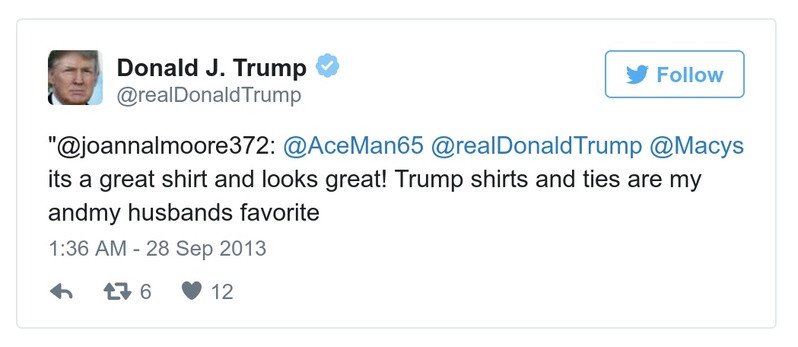 Donald J. Trump
@realDonaldTrump
Follow
"@joannalmoore372: @AceMan65 @realDonaldTrump @Macys
its a great shirt and looks great! Trump shirts and ties are my
andmy husbands favorite
1:36 AM - 28 Sep 2013
6 12